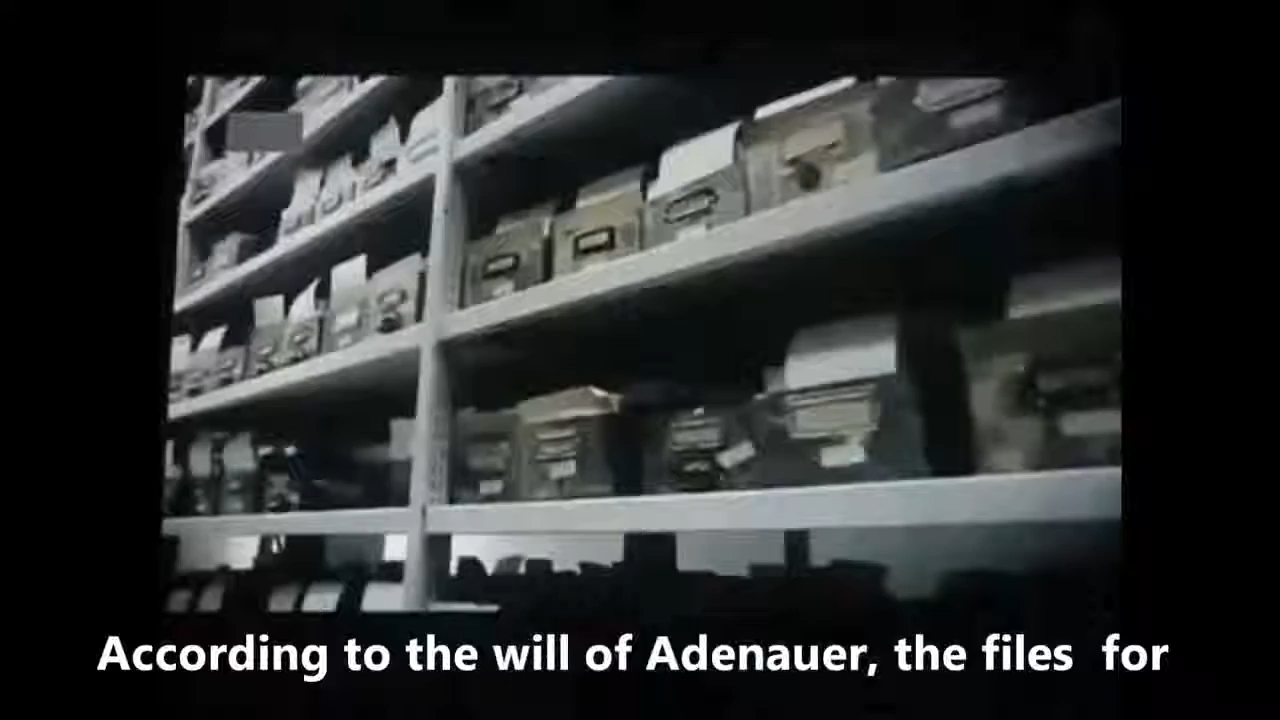 According to the will of Adenauer, the files  for